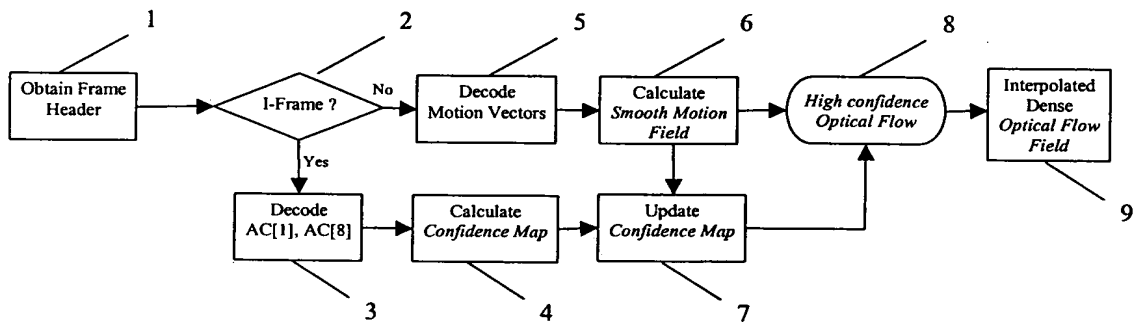 1
2
5
6
8
Obtain Frame
Header
I-Frame ?
No
Decode
Motion Vectors
Calculate
Smooth Motion
Field
High confidence
Optical Flow
Interpolated
Dense
Optical Flow
Field
Yes
9
Decode
AC[1], AC[8]
Calculate
Confidence Map
Update
Confidence Map
3
4
7